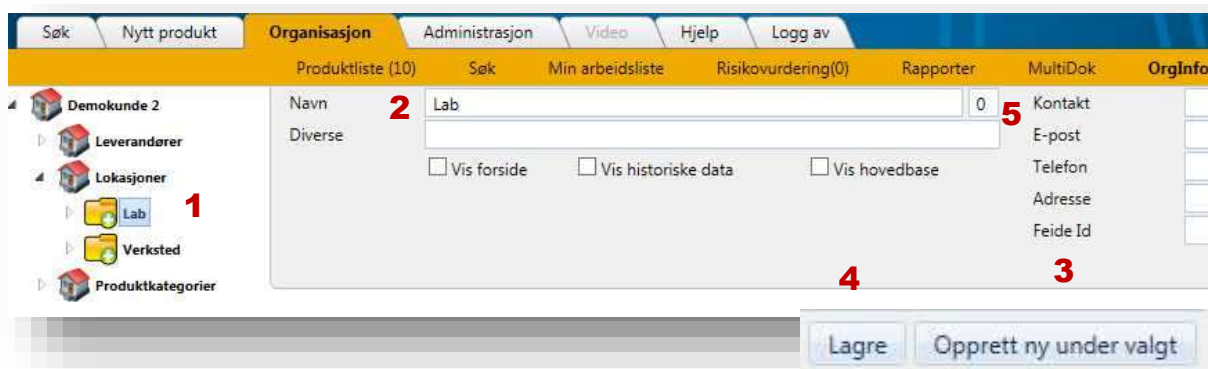 Søk Nytt produkt Organisasjon Administrasjon Video Hjelp Logg av
Produktliste (10) Søk Min arbeidsliste Risikovurdering(0) Rapporter MultiDok OrgInfo
Demokunde 2
Leverandører
Lokasjoner
Lab
Verksted
Produktkategorier
1
Navn 2 Lab 0 5
Diverse
Vis forside Vis historiske data Vis hovedbase
Kontakt
E-post
Telefon
Adresse
Feide Id
3
4
Lagre Opprett ny under valgt